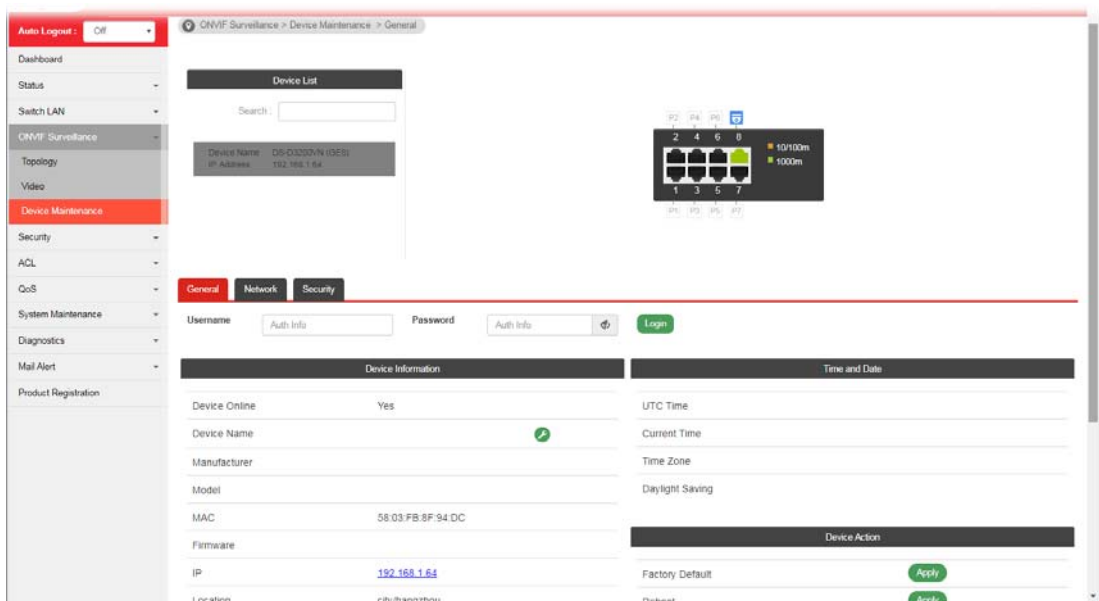 Auto Logout : Off
ONVIF Surveillance > Device Maintenance > General
Dashboard
Status
Switch LAN
ONVIF Surveillance
Topology
Video
Device Maintenance
Security
ACL
QoS
System Maintenance
Diagnostics
Mail Alert
Product Registration
Device List
Search :
Device Name
IP Address 192.168.1.64
P2 P4 P6
2 4 6 8
10/100m
1000m
1 3 5 7
P1 P3 P5 P7
General Network Security
Username Auth Info Password Auth Info Login
Device Information
Device Online Yes
Device Name
Manufacturer
Model
MAC 58:03:FB:8F:94:DC
Firmware
IP 192.168.1.64
Location city/hangzhou
Time and Date
UTC Time
Current Time
Time Zone
Daylight Saving
Device Action
Factory Default Apply
Reboot Apply